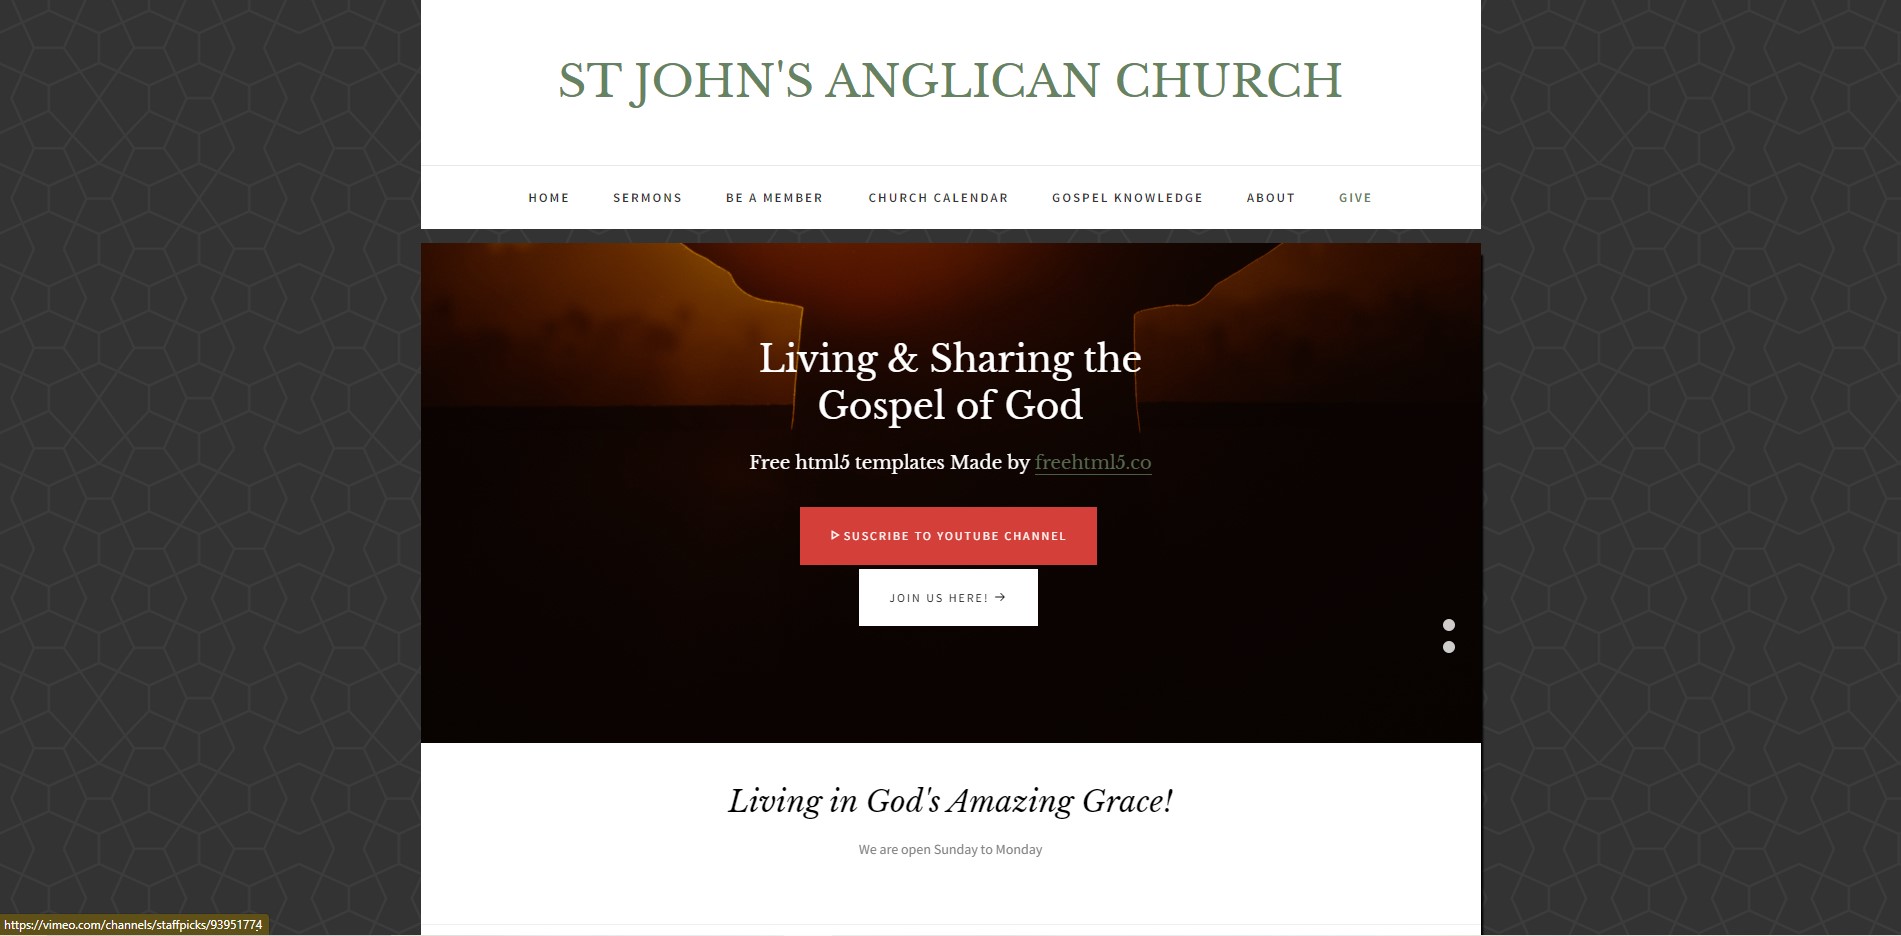 ST JOHN'S ANGLICAN CHURCH
HOME SERMONS BE A MEMBER CHURCH CALENDAR GOSPEL KNOWLEDGE ABOUT GIVE
Living & Sharing the
Gospel of God
Free html5 templates Made by freehtml5.co
SUSCRIBE TO YOUTUBE CHANNEL
JOIN US HERE! →
Living in God's Amazing Grace!
We are open Sunday to Monday
https://vimeo.com/channels/staffpicks/93951774